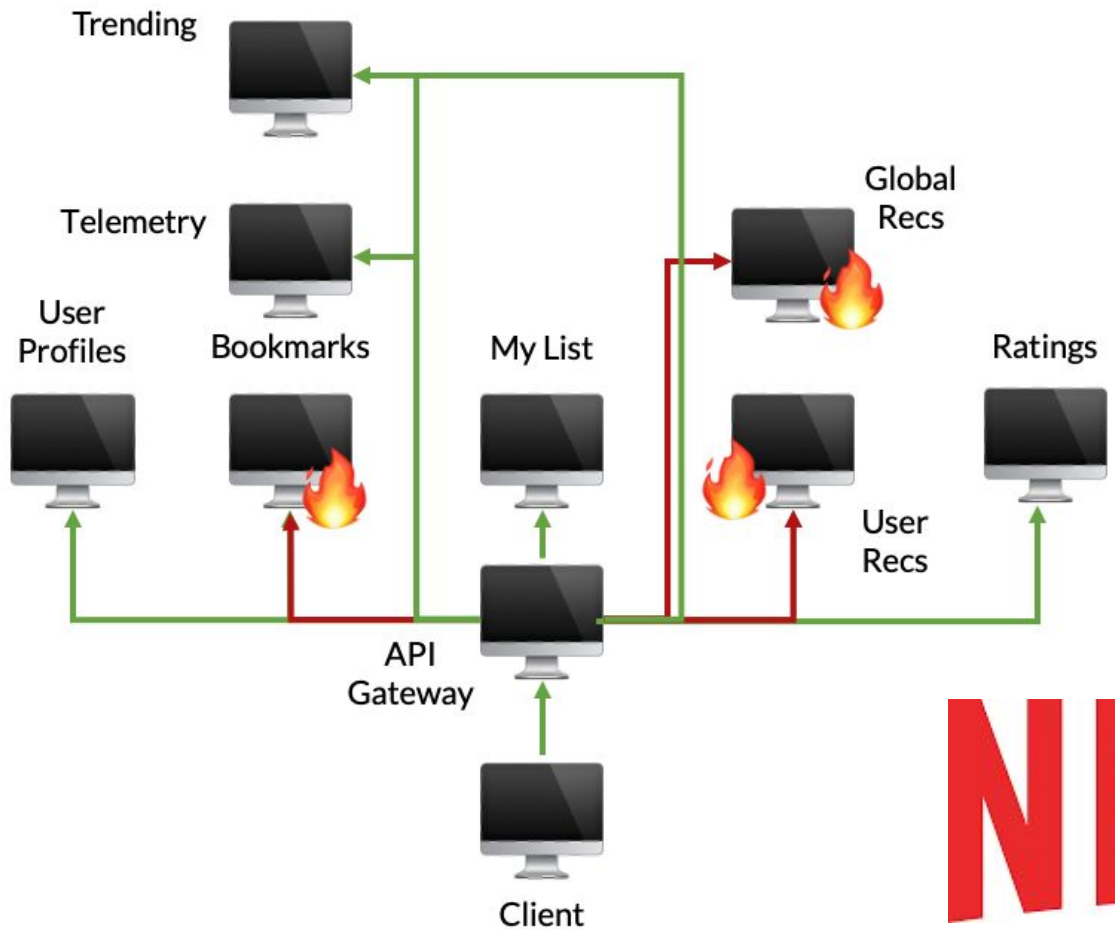 Trending
Global
Recs
Telemetry
User
Profiles
Bookmarks
My List
Ratings
User
Recs
API
Gateway
Client